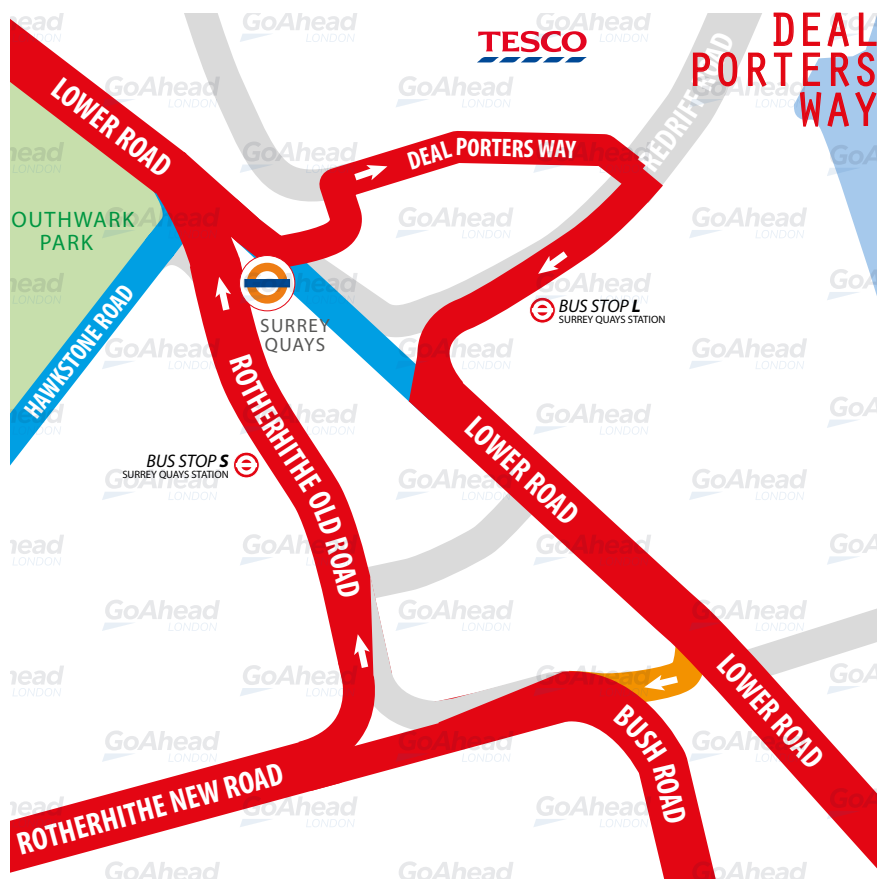 TESCO
DEAL
PORTERS
WAY
LOWER ROAD
REDRIFF ROAD
DEAL PORTERS WAY
OUTHWARK
PARK
HAWKSTONE ROAD
SURREY
QUAYS
BUS STOP L
SURREY QUAYS STATION
ROTHERHITHE OLD ROAD
BUS STOP S
SURREY QUAYS STATION
LOWER ROAD
LOWER ROAD
BUSH ROAD
ROTHERHITHE NEW ROAD
GoAhead
LONDON